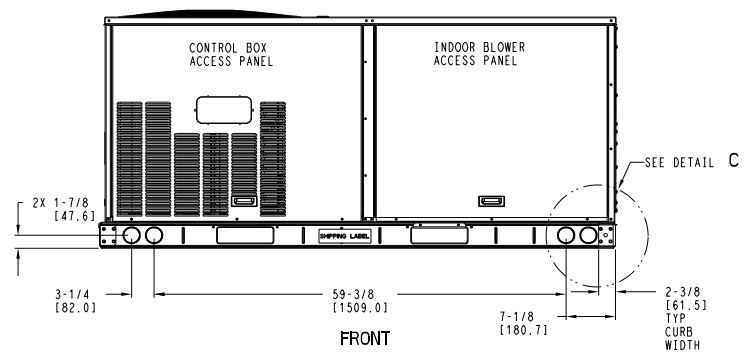 CONTROL BOX
ACCESS PANEL
INDOOR BLOWER
ACCESS PANEL
SEE DETAIL C
2X 1-7/8
[47.6]
SHIPPING LABEL
3-1/4
[82.0]
59-3/8
[1509.0]
7-1/8
[180.7]
2-3/8
[61.5]
TYP
CURB
WIDTH
FRONT